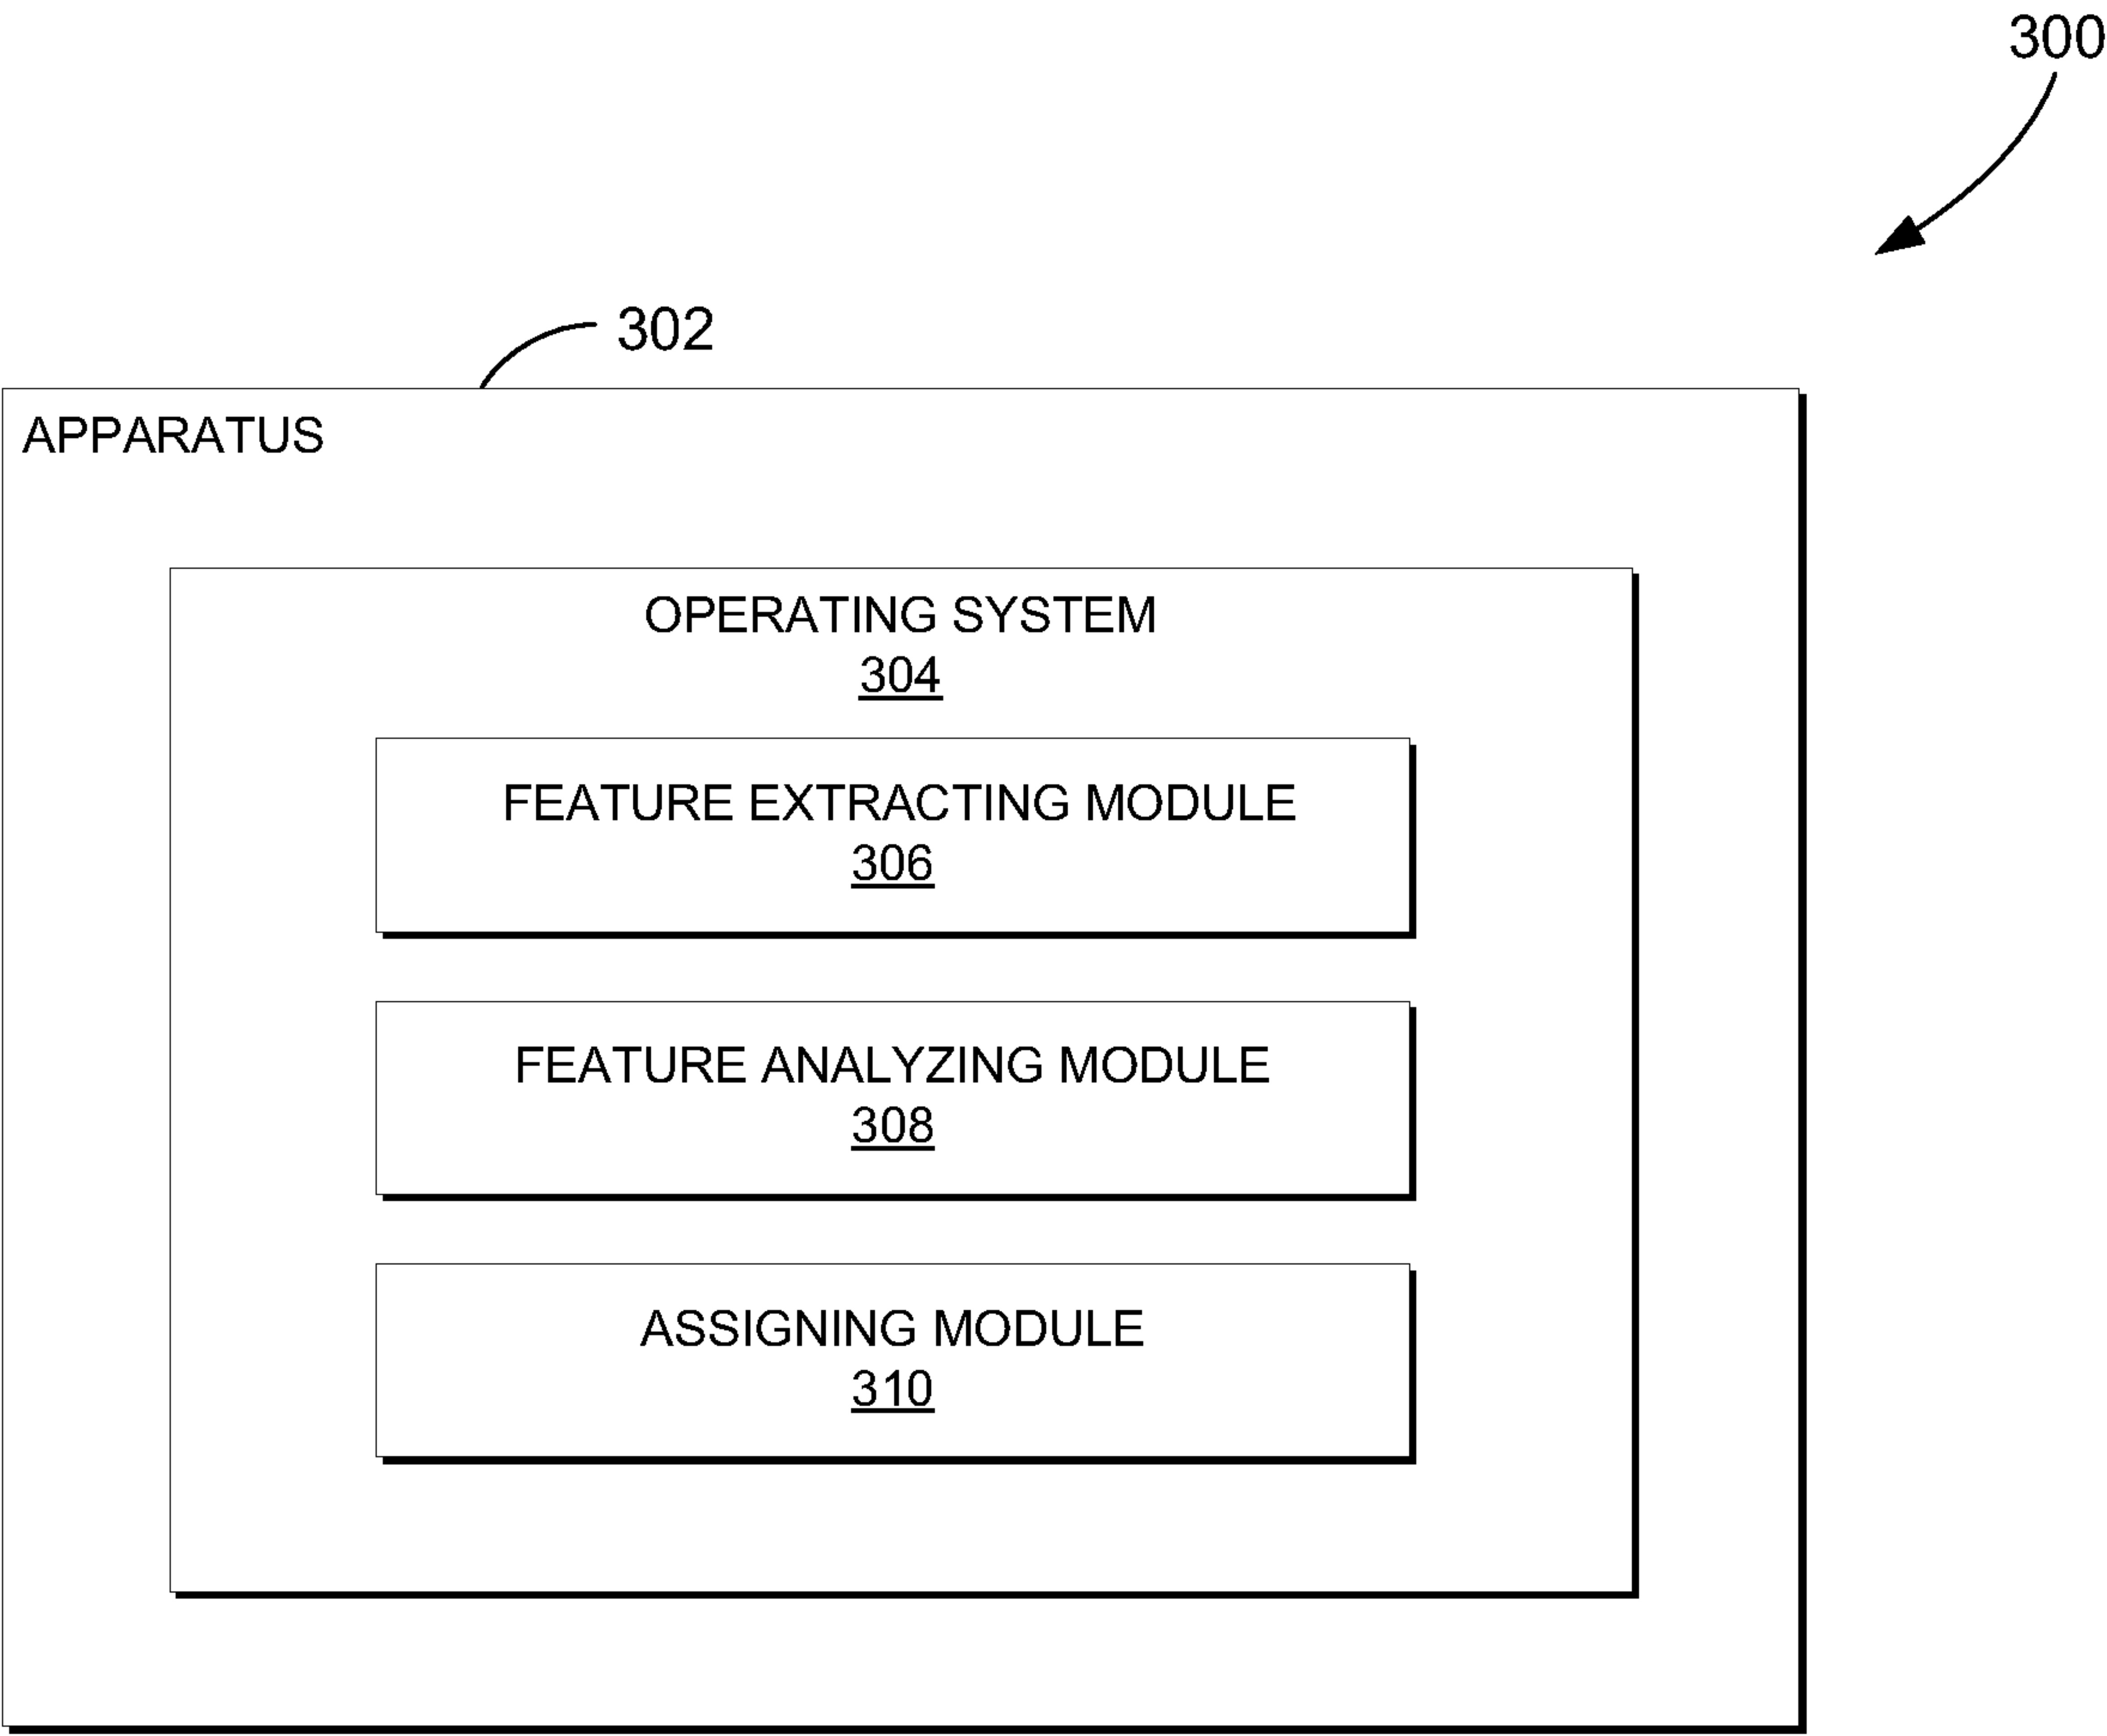 300
302
APPARATUS
OPERATING SYSTEM
304
FEATURE EXTRACTING MODULE
306
FEATURE ANALYZING MODULE
308
ASSIGNING MODULE
310